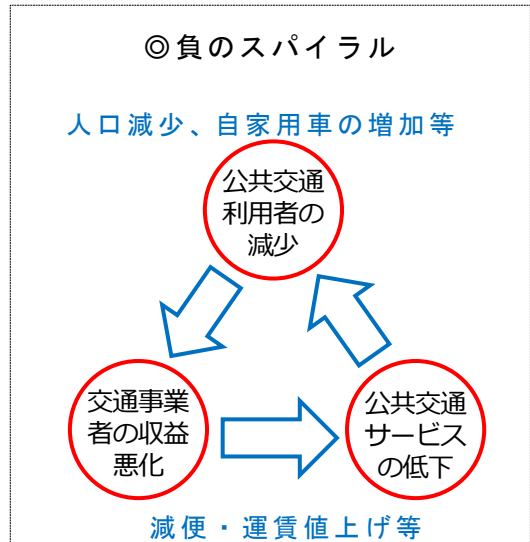 ◎負のスパイラル
人口減少、自家用車の増加等
公共交通
利用者の
減少
交通事業
者の収益
悪化
公共交通
サービス
の低下
減便・運賃値上げ等